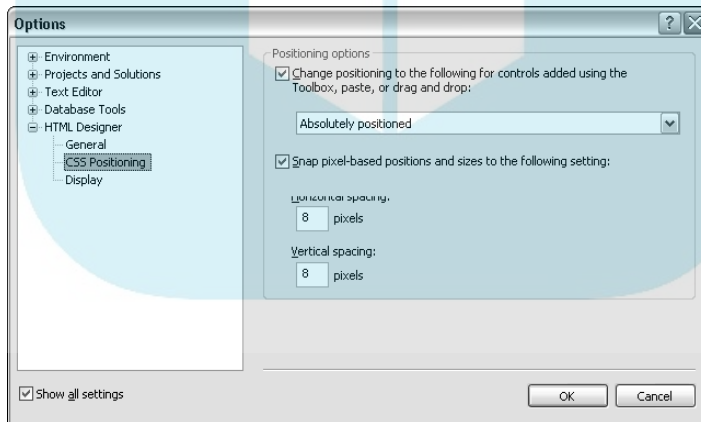 Options
Environment
Projects and Solutions
Text Editor
Database Tools
HTML Designer
General
CSS Positioning
Display
Positioning options
Change positioning to the following for controls added using the
Toolbox, paste, or drag and drop:
Absolutely positioned
Snap pixel-based positions and sizes to the following setting:
Horizontal spacing:
8 pixels
Vertical spacing:
8 pixels
Show all settings
OK
Cancel